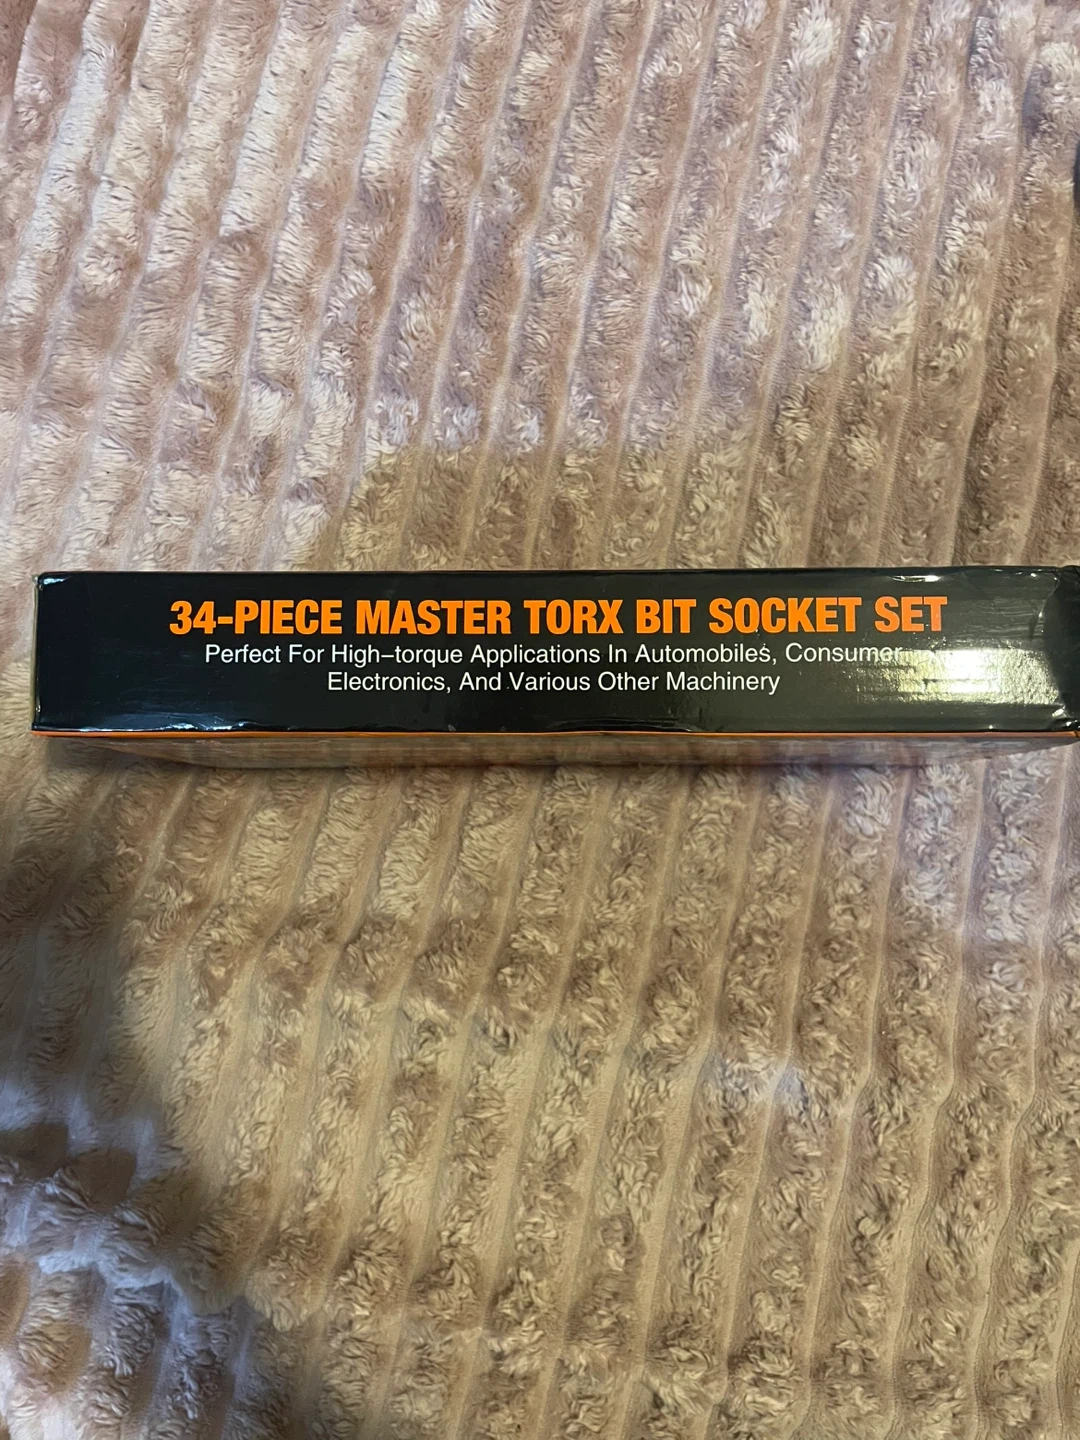 34-PIECE MASTER TORX BIT SOCKET SET
Perfect For High-torque Applications In Automobiles, Consumer
Electronics, And Various Other Machinery